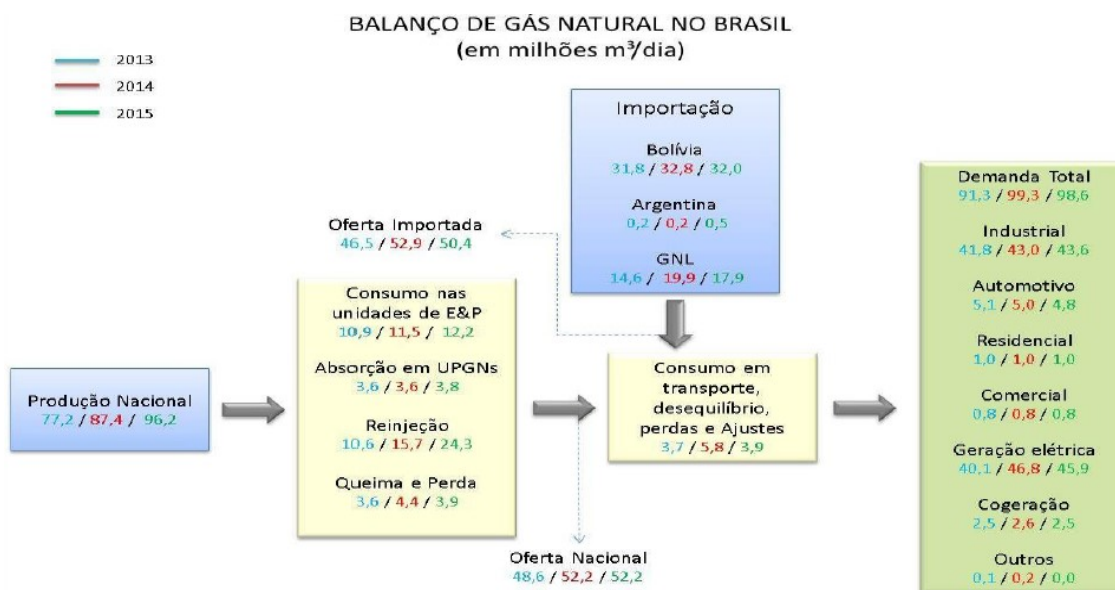 BALANÇO DE GÁS NATURAL NO BRASIL
(em milhões m³/dia)
2013
2014
2015
Importação
Bolívia
31,8 / 32,8 / 32,0
Argentina
0,2 / 0,2 / 0,5
GNL
14,6 / 19,9 / 17,9
Oferta Importada
46,5 / 52,9 / 50,4
Produção Nacional
77,2 / 87,4 / 96,2
Consumo nas
unidades de E&P
10,9 / 11,5 / 12,2
Absorção em UPGNs
3,6 / 3,6 / 3,8
Reinjeção
10,6 / 15,7 / 24,3
Queima e Perda
3,6 / 4,4 / 3,9
Oferta Nacional
48,6 / 52,2 / 52,2
Consumo em
transporte,
desequilíbrio,
perdas e Ajustes
3,7 / 5,8 / 3,9
Demanda Total
91,3 / 99,3 / 98,6
Industrial
41,8 / 43,0 / 43,6
Automotivo
5,1 / 5,0 / 4,8
Residencial
1,0 / 1,0 / 1,0
Comercial
0,8 / 0,8 / 0,8
Geração elétrica
40,1 / 46,8 / 45,9
Cogeração
2,5 / 2,6 / 2,5
Outros
0,1 / 0,2 / 0,0